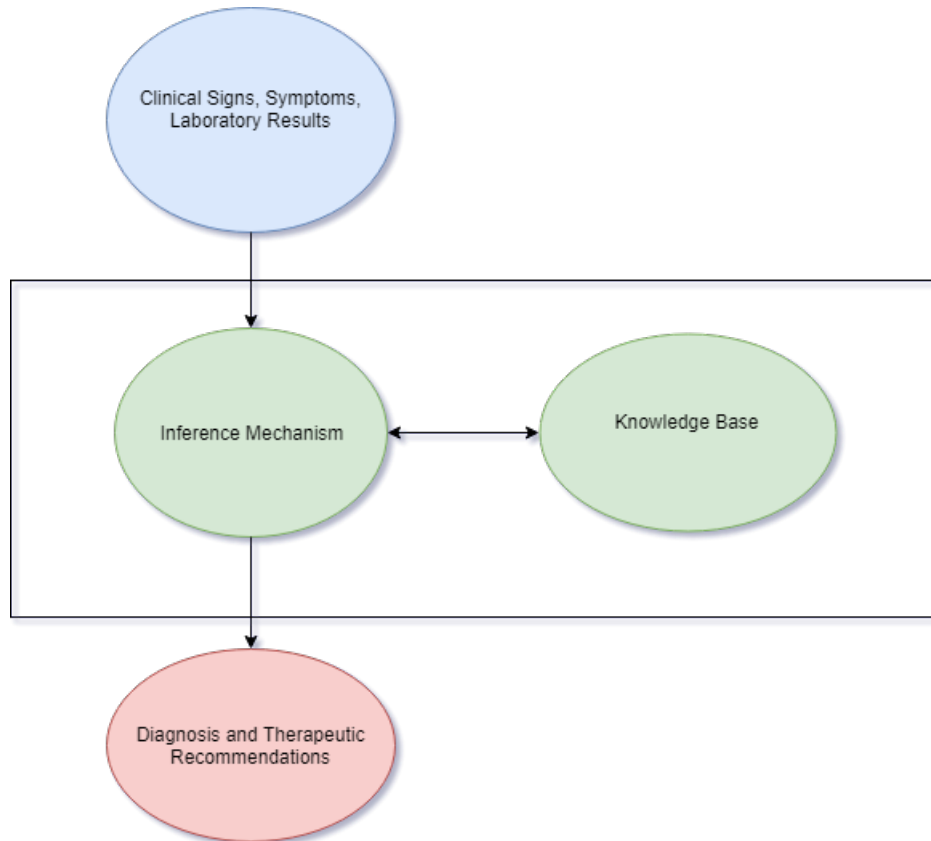 Clinical Signs, Symptoms,
Laboratory Results
Inference Mechanism
Knowledge Base
Diagnosis and Therapeutic
Recommendations